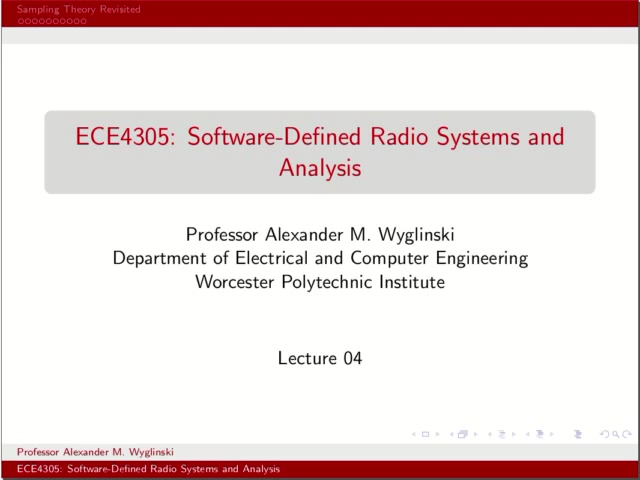 Sampling Theory Revisited
ECE4305: Software-Defined Radio Systems and
Analysis
Professor Alexander M. Wyglinski
Department of Electrical and Computer Engineering
Worcester Polytechnic Institute
Lecture 04
Professor Alexander M. Wyglinski
ECE4305: Software-Defined Radio Systems and Analysis